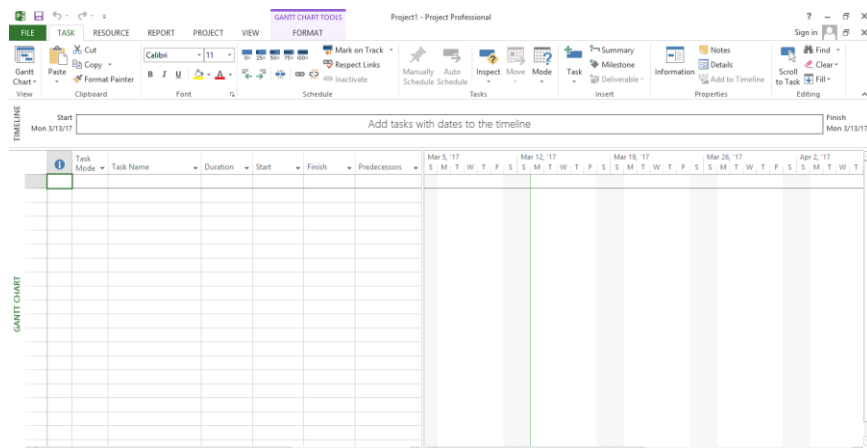 GANTT CHART TOOLS Project1 - Project Professional ?
FILE TASK RESOURCE REPORT PROJECT VIEW FORMAT Sign in
Gantt Chart
View
Paste
Cut
Copy
Format Painter
Clipboard
Calibri 11
B I U A
Font
0% 25% 50% 75% 100%
Mark on Track
Respect Links
Inactivate
Schedule
Manually Schedule
Auto Schedule
Inspect
Move
Mode
Tasks
Task
Summary
Milestone
Deliverable
Insert
Information
Notes
Details
Add to Timeline
Properties
Scroll to Task
Find
Clear
Fill
Editing
TIMELINE
Start
Mon 3/13/17
Add tasks with dates to the timeline
Finish
Mon 3/13/17
Task Mode Task Name Duration Start Finish Predecessors
Mar 5, '17 Mar 12, '17 Mar 19, '17 Mar 26, '17 Apr 2, '17
S M T W T F S S M T W T F S S M T W T F S S M T W T F S S M T W T
GANTT CHART